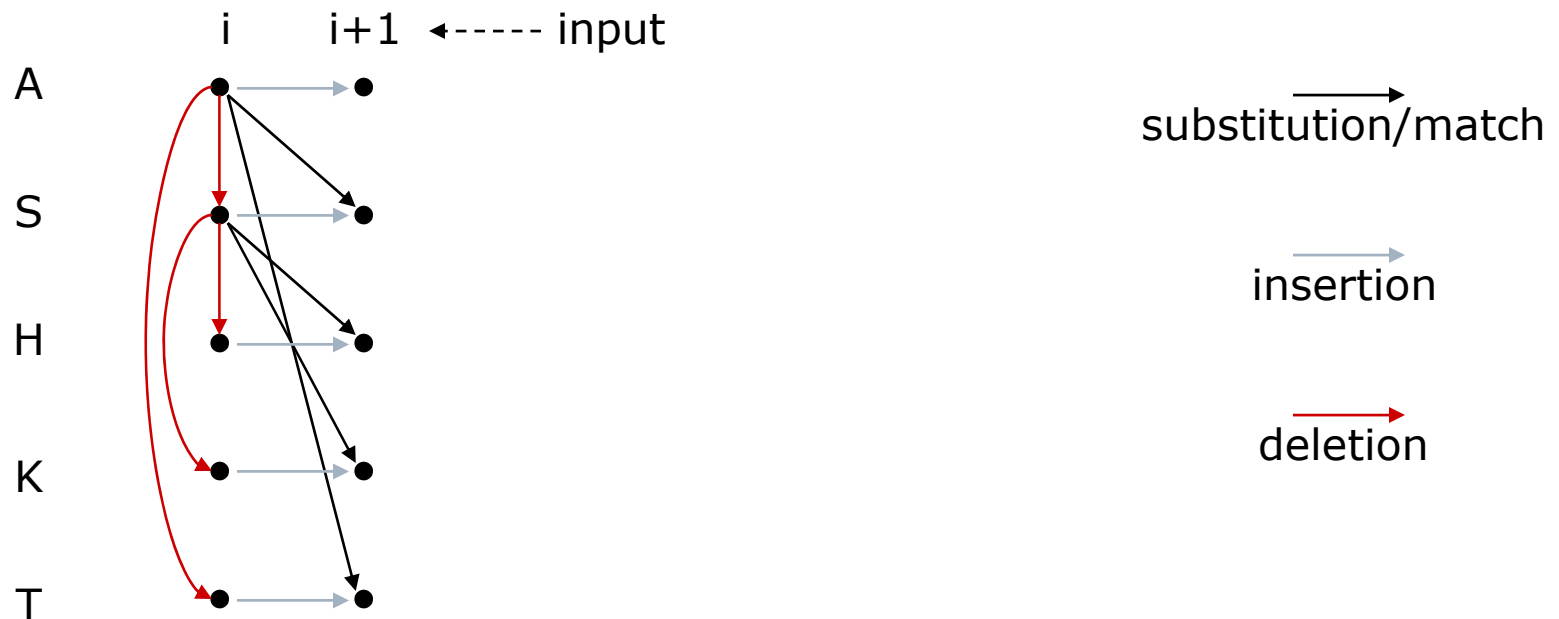 i i+1 input
A
S
H
K
T
substitution/match
insertion
deletion